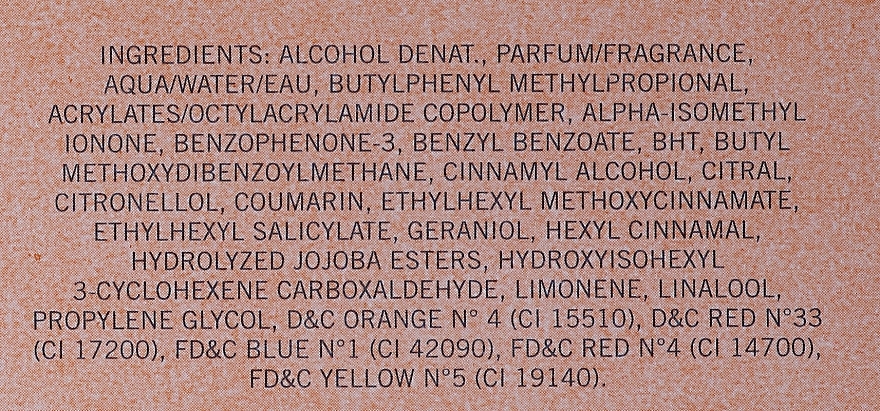 INGREDIENTS: ALCOHOL DENAT., PARFUM/FRAGRANCE,
AQUA/WATER/EAU, BUTYLPHENYL METHYLPROPIONAL,
ACRYLATES/OCTYLACRYLAMIDE COPOLYMER, ALPHA-ISOMETHYL
IONONE, BENZOPHENONE-3, BENZYL BENZOATE, BHT, BUTYL
METHOXYDIBENZOYLMETHANE, CINNAMYL ALCOHOL, CITRAL,
CITRONELLOL, COUMARIN, ETHYLHEXYL METHOXYCINNAMATE,
ETHYLHEXYL SALICYLATE, GERANIOL, HEXYL CINNAMAL,
HYDROLYZED JOJOBA ESTERS, HYDROXYISOHEXYL
3-CYCLOHEXENE CARBOXALDEHYDE, LIMONENE, LINALOOL,
PROPYLENE GLYCOL, D&C ORANGE N° 4 (CI 15510), D&C RED N°33
(CI 17200), FD&C BLUE N°1 (CI 42090), FD&C RED N°4 (CI 14700),
FD&C YELLOW N°5 (CI 19140).